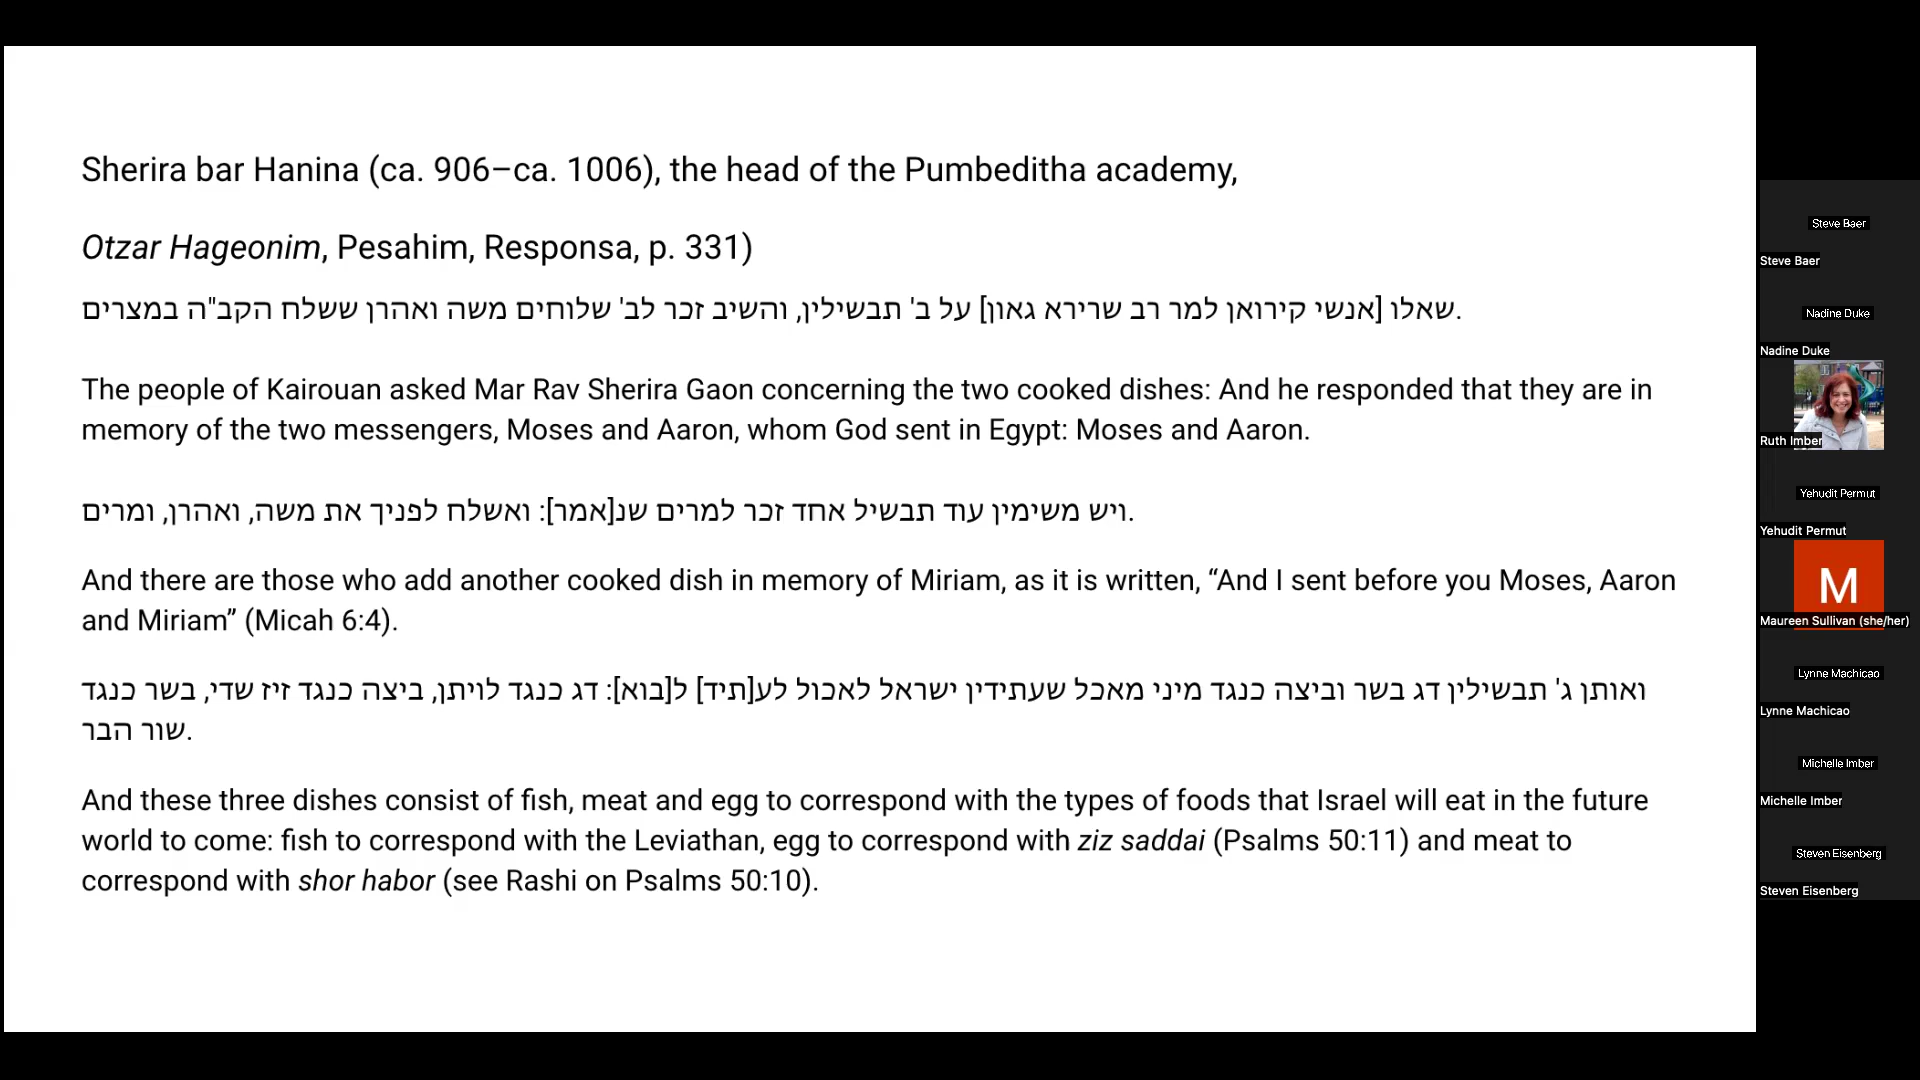 Sherira bar Hanina (ca. 906–ca. 1006), the head of the Pumbeditha academy,
Otzar Hageonim, Pesahim, Responsa, p. 331)
שאלו [אנשי קירואן למר רב שרירא גאון] על ב' תבשילין, והשיב זכר לב' שלוחים משה ואהרן ששלח הקב"ה במצרים.
The people of Kairouan asked Mar Rav Sherira Gaon concerning the two cooked dishes: And he responded that they are in
memory of the two messengers, Moses and Aaron, whom God sent in Egypt: Moses and Aaron.
ויש משימין עוד תבשיל אחד זכר למרים שנ[אמר]: ואשלח לפניך את משה, ואהרן, ומרים.
And there are those who add another cooked dish in memory of Miriam, as it is written, “And I sent before you Moses, Aaron
and Miriam” (Micah 6:4).
ואותן ג' תבשילין דג בשר וביצה כנגד מיני מאכל שעתידין ישראל לאכול לע[תיד] ל[בוא]: דג כנגד לויתן, ביצה כנגד זיז שדי, בשר כנגד
שור הבר.
And these three dishes consist of fish, meat and egg to correspond with the types of foods that Israel will eat in the future
world to come: fish to correspond with the Leviathan, egg to correspond with ziz saddai (Psalms 50:11) and meat to
correspond with shor habor (see Rashi on Psalms 50:10).
Steve Baer
Steve Baer
Nadine Duke
Nadine Duke
Ruth Imber
Yehudit Permut
Yehudit Permut
M
Maureen Sullivan (she/her)
Lynne Machicao
Lynne Machicao
Michelle Imber
Michelle Imber
Steven Eisenberg
Steven Eisenberg